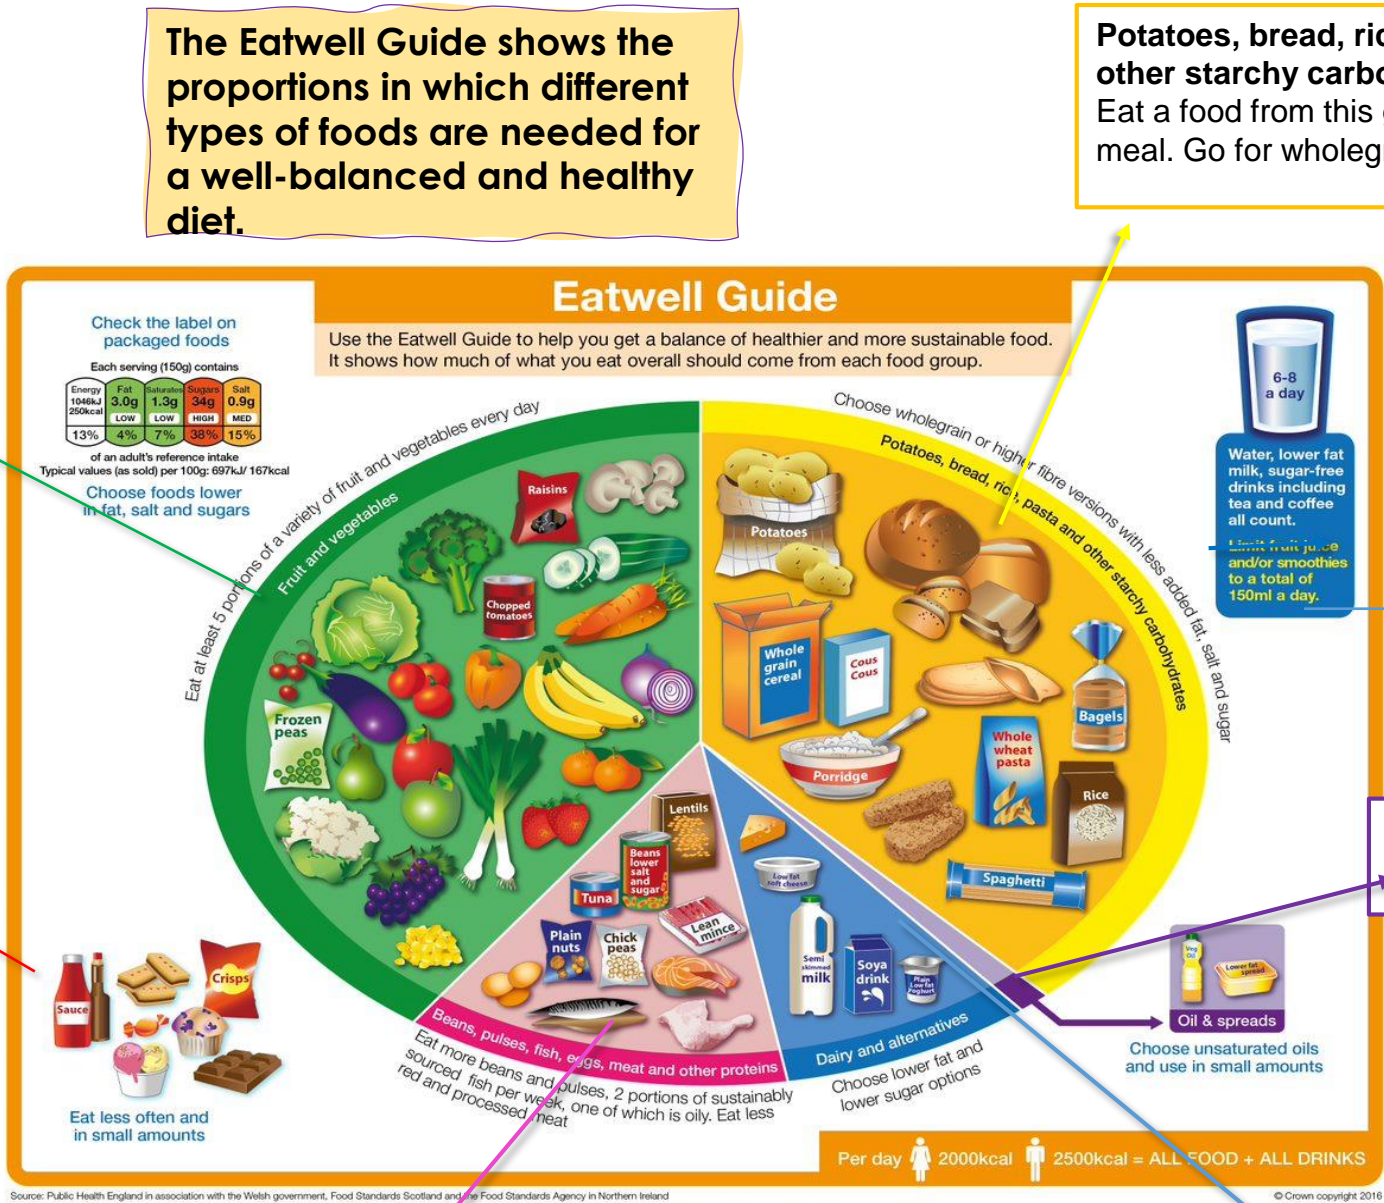 The Eatwell Guide shows the
proportions in which different
types of foods are needed for
a well-balanced and healthy
diet.
Potatoes, bread,
other starchy
Eat a food from this
meal. Go for
Eatwell Guide
Use the Eatwell Guide to help you get a balance of healthier and more sustainable food.
It shows how much of what you eat overall should come from each food group.
Check the label on
packaged foods
Each serving (150g) contains
Energy
1046kJ
250kcal
13%
Fat
3.0g
LOW
4%
Saturates
1.3g
LOW
7%
Sugars
34g
HIGH
38%
Salt
0.9g
MED
15%
of an adult's reference intake
Typical values (as sold) per 100g: 697kJ/ 167kcal
Choose foods lower
in fat, salt and sugars
6-8
a day
Water, lower fat
milk, sugar-free
drinks including
tea and coffee
all count.
Limit fruit juice
and/or smoothies
to a total of
150ml a day.
Eat at least 5 portions of a variety of fruit and vegetables every day
Fruit and vegetables
Raisins
Chopped
tomatoes
Frozen
peas
Choose wholegrain or higher fibre versions with less added fat, salt and sugar
Potatoes, bread, rice, pasta and other starchy carbohydrates
Potatoes
Whole
grain
cereal
Cous
Cous
Porridge
Bagels
Whole
wheat
pasta
Rice
Spaghetti
Lentils
Beans
lower
salt
and
sugar
Tuna
Plain
nuts
Chick
peas
Lean
mince
Beans, pulses, fish, eggs, meat and other proteins
Eat more beans and pulses, 2 portions of sustainably
sourced fish per week, one of which is oily. Eat less
red and processed meat
Low fat
soft cheese
Semi
skimmed
milk
Soya
drink
Plain
Low fat
yoghurt
Dairy and alternatives
Choose lower fat and
lower sugar options
Veg
Oil
Lower fat
spread
Oil & spreads
Choose unsaturated oils
and use in small amounts
Sauce
Crisps
Eat less often and
in small amounts
Per day 2000kcal 2500kcal = ALL FOOD + ALL DRINKS
Source: Public Health England in association with the Welsh government, Food Standards Scotland and the Food Standards Agency in Northern Ireland
© Crown copyright 2016